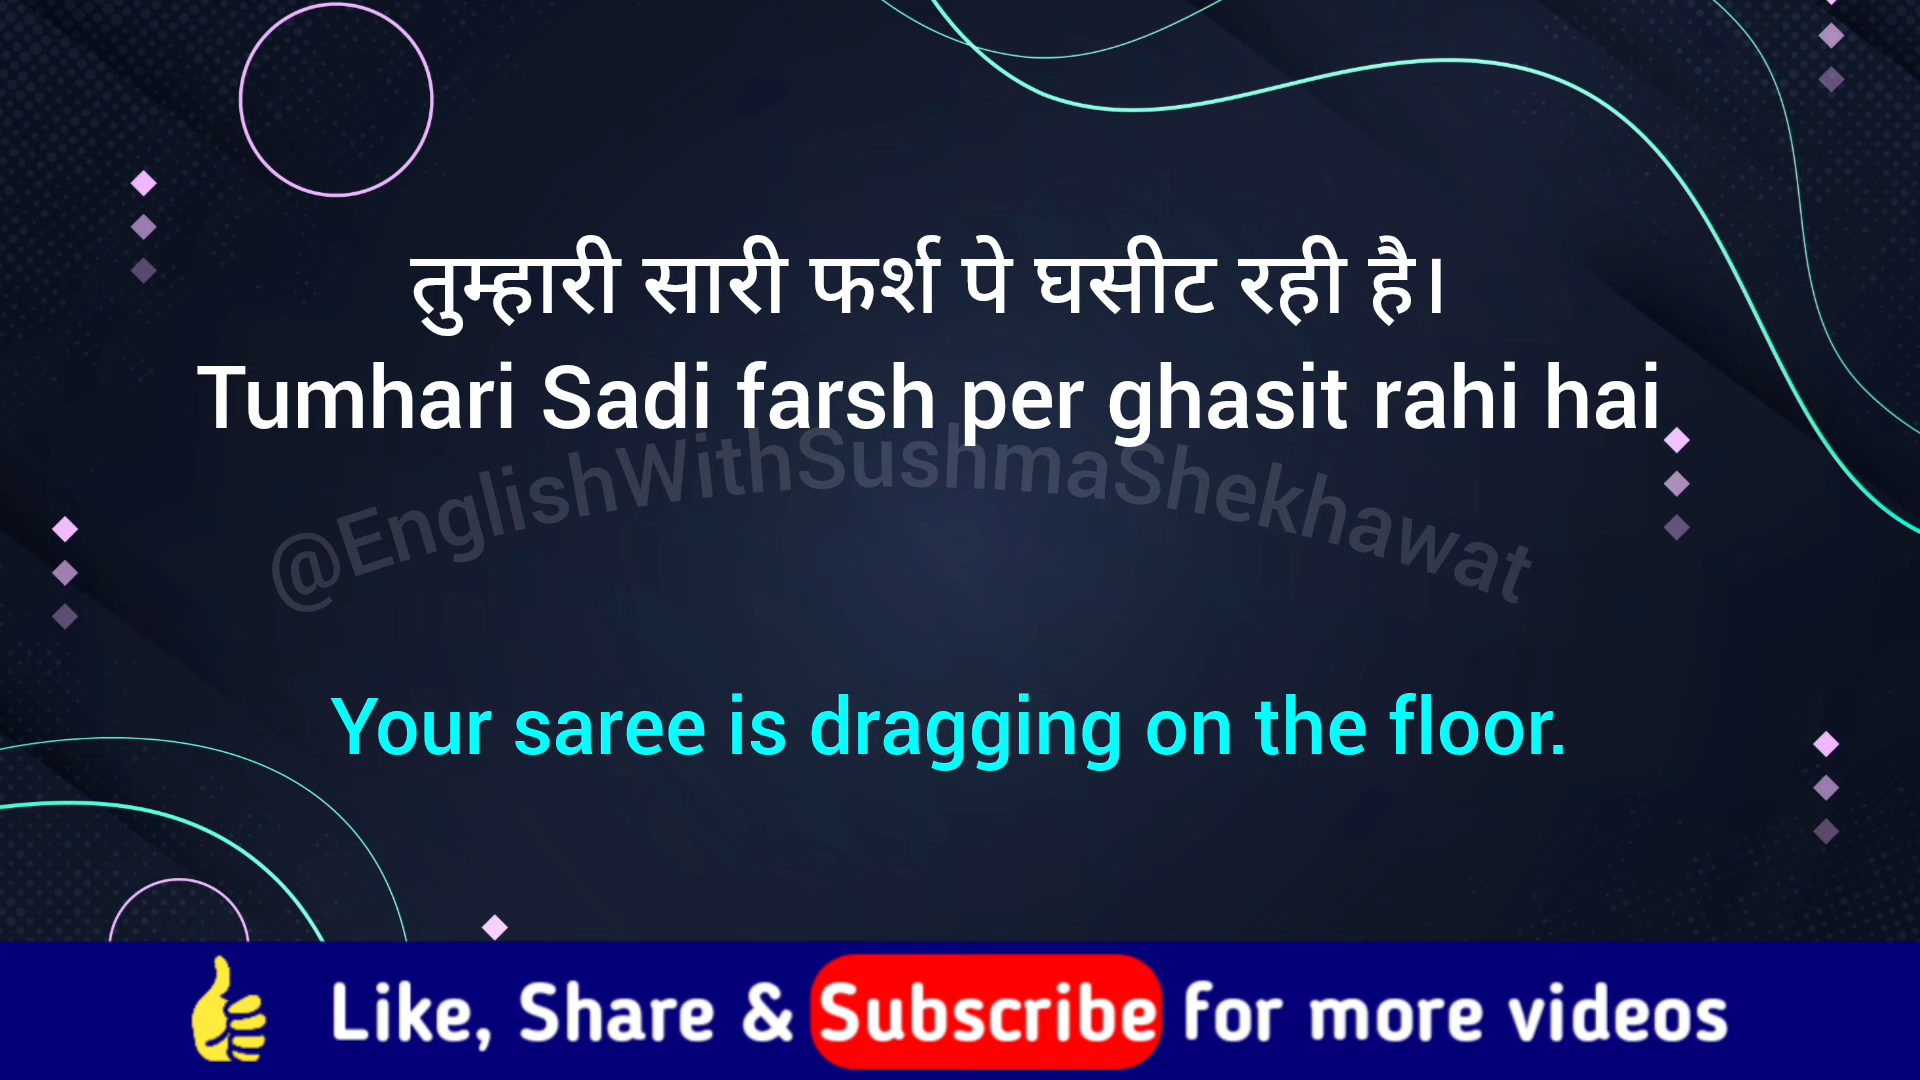 तुम्हारी सारी फर्श पे घसीट रही है।
Tumhari Sadi farsh per ghasit rahi hai
@EnglishWithSushmaShekhawat
Your saree is dragging on the floor.
Like, Share & Subscribe for more videos